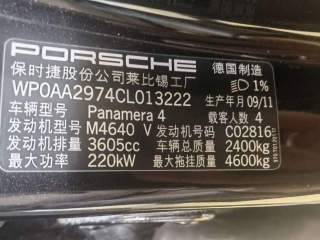 PORSCHE
保时捷股份公司莱比锡工厂 德国制造
WP0AA2974CL013222 1%
生产年月 09/11
车辆型号 Panamera 4 载客人数 4
发动机型号 M4640 V 发动机号码 C02816
发动机排量 3605cc 车辆总质量 2400kg
最大功率 220kW 最大拖挂质量 4600kg